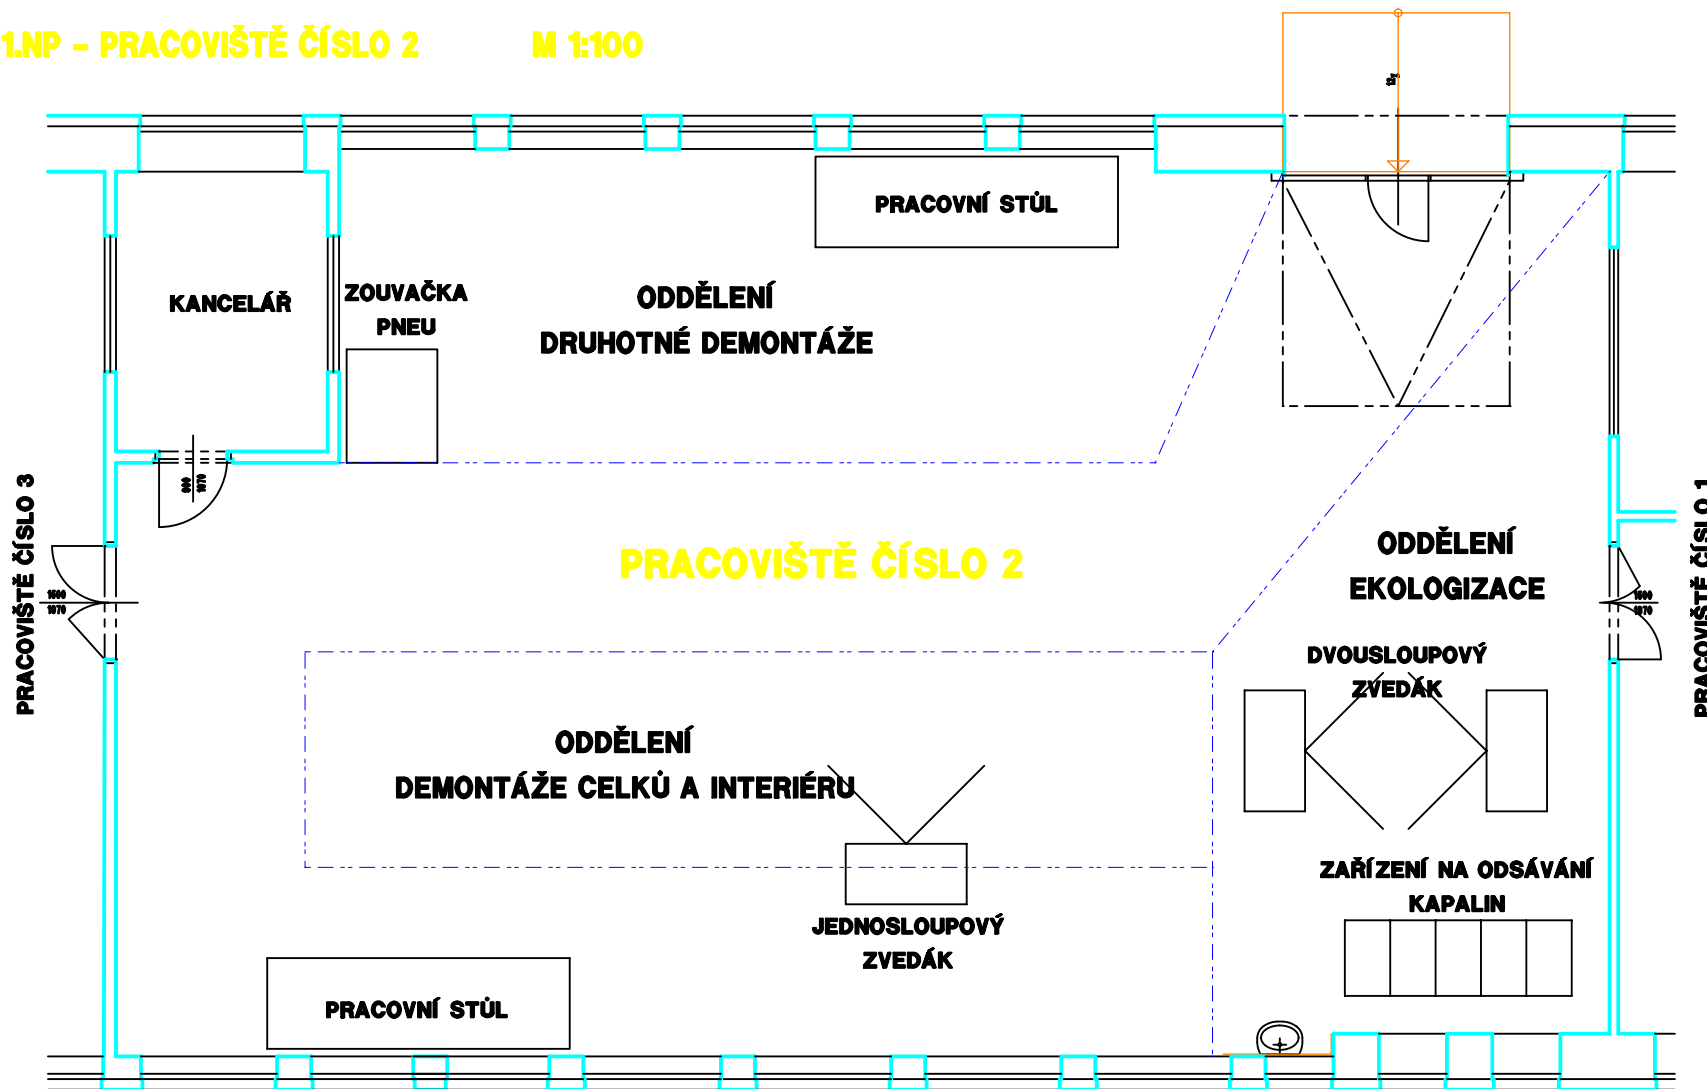 1.NP - PRACOVIŠTĚ ČÍSLO 2 M 1:100
PRACOVNÍ STŮL
KANCELÁŘ
ZOUVAČKA
PNEU
ODDĚLENÍ
DRUHOTNÉ DEMONTÁŽE
PRACOVIŠTĚ ČÍSLO 3
PRACOVIŠTĚ ČÍSLO 2
ODDĚLENÍ
EKOLOGIZACE
PRACOVIŠTĚ ČÍSLO 1
DVOUSLOUPOVÝ
ZVEDÁK
ODDĚLENÍ
DEMONTÁŽE CELKŮ A INTERIÉRU
JEDNOSLOUPOVÝ
ZVEDÁK
ZAŘÍZENÍ NA ODSÁVÁNÍ
KAPALIN
PRACOVNÍ STŮL